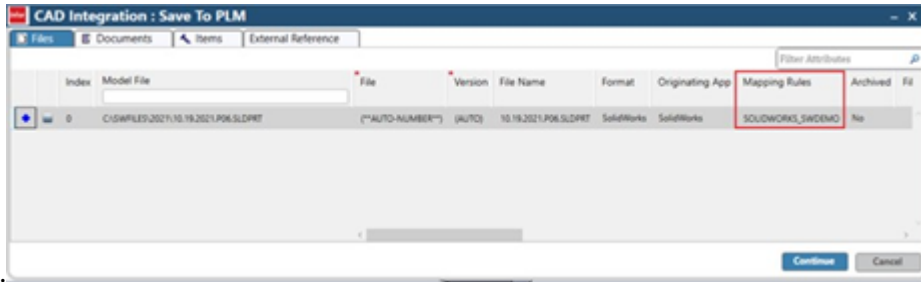 infor CAD Integration : Save To PLM
Files Documents Items External Reference
Filter Attributes
Index Model File * File * Version File Name Format Originating App Mapping Rules Archived Fil
0 C:\SWFILES\2021\10.19.2021.P06.SLDPRT (**AUTO-NUMBER**) (AUTO) 10.19.2021.P06.SLDPRT SolidWorks SolidWorks SOLIDWORKS_SWDEMO No
Continue Cancel
.